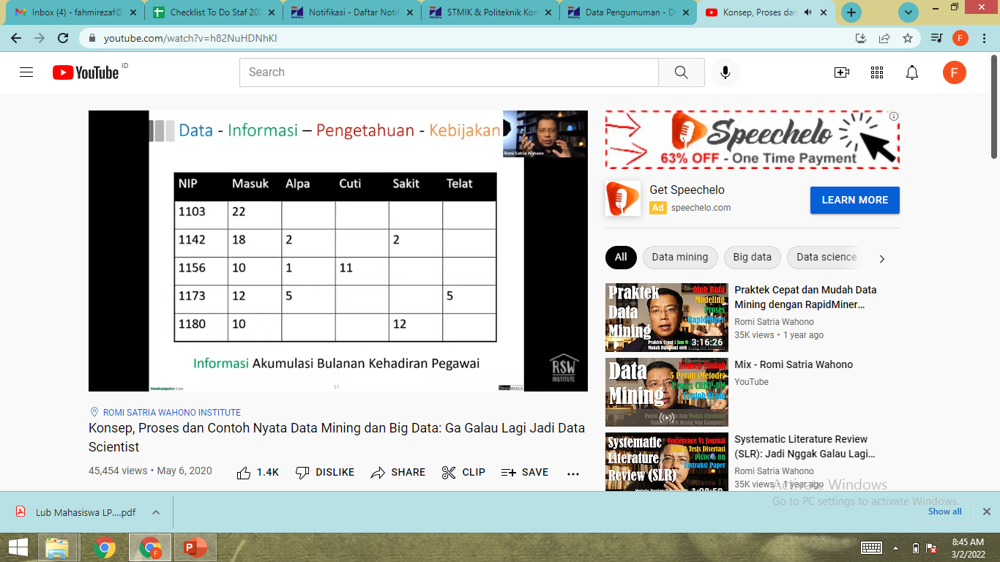 Inbox (4) - fahmirezaf@
Checklist To Do Staf 202
Notifikasi - Daftar Notif
STMIK & Politeknik Kon
Data Pengumuman - D
Konsep, Proses dan
youtube.com/watch?v=h82NuHDNhKI
F
YouTube ID
Search
F
Data - Informasi – Pengetahuan - Kebijakan
Romi Satria Wahono
NIP Masuk Alpa Cuti Sakit Telat
1103 22
1142 18 2 2
1156 10 1 11
1173 12 5 5
1180 10 12
Informasi Akumulasi Bulanan Kehadiran Pegawai
RSW
INSTITUTE
17
ROMI SATRIA WAHONO INSTITUTE
Konsep, Proses dan Contoh Nyata Data Mining dan Big Data: Ga Galau Lagi Jadi Data
Scientist
45,454 views • May 6, 2020
1.4K DISLIKE SHARE CLIP SAVE
Speechelo
63% OFF - One Time Payment
Get Speechelo
Ad speechelo.com
LEARN MORE
All Data mining Big data Data science
Praktek
Data
Mining
Olah Data
Modeling
Proses
RapidMiner
3:16:26
Praktek Cepat dan Mudah Data
Mining dengan RapidMiner...
Romi Satria Wahono
35K views • 1 year ago
Data
Mining
Konsep Mudah
5 Peran (Metode)
Proses CRISP-DM
Contoh Nyata
Mix - Romi Satria Wahono
YouTube
Systematic
Literature
Review (SLR)
Conference Vs Journal
Bab 2 Tesis Disertasi
PICOC RQ
Ekstraksi Paper
Systematic Literature Review
(SLR): Jadi Nggak Galau Lagi...
Romi Satria Wahono
35K views • 1 year ago
Activate Windows
Go to PC settings to activate Windows.
Lub Mahasiswa LP....pdf
Show all
8:45 AM
3/2/2022